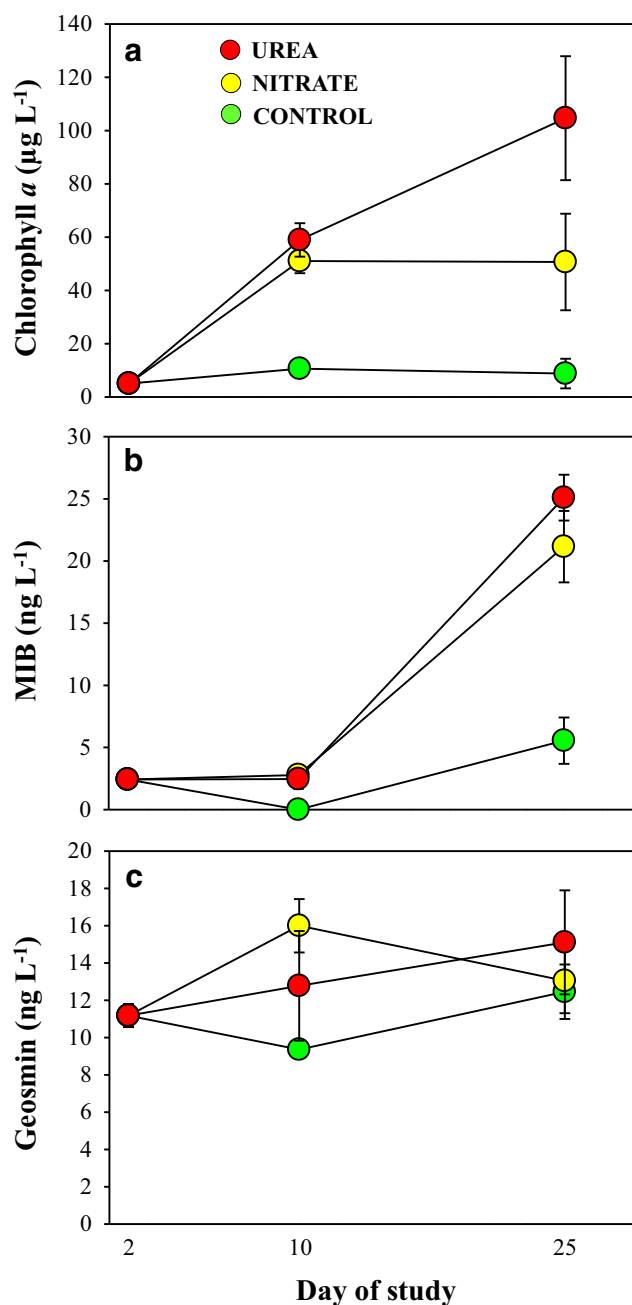 a
UREA
NITRATE
CONTROL
Chlorophyll a (µg L⁻¹)
140
120
100
80
60
40
20
0
b
MIB (ng L⁻¹)
30
25
20
15
10
5
0
c
Geosmin (ng L⁻¹)
20
18
16
14
12
10
8
6
4
2
0
2 10 25
Day of study